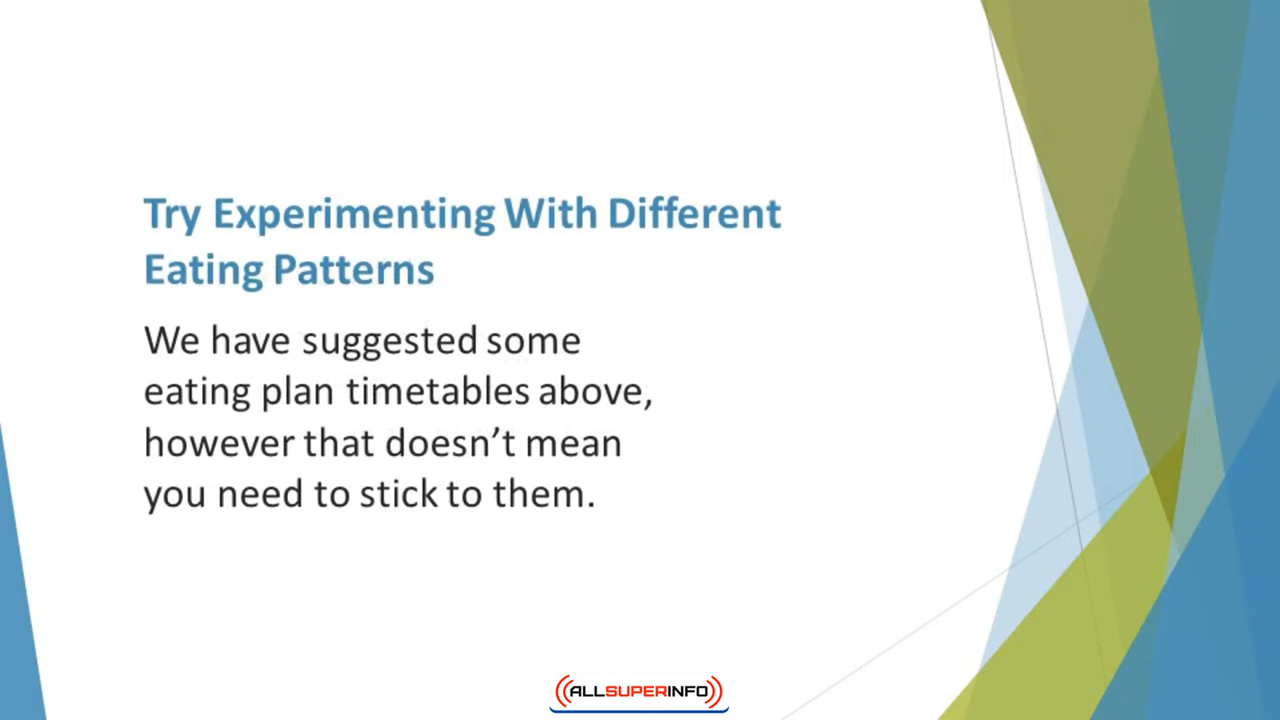 Try Experimenting With Different
Eating Patterns
We have suggested some
eating plan timetables above,
however that doesn’t mean
you need to stick to them.
ALLSUPERINFO